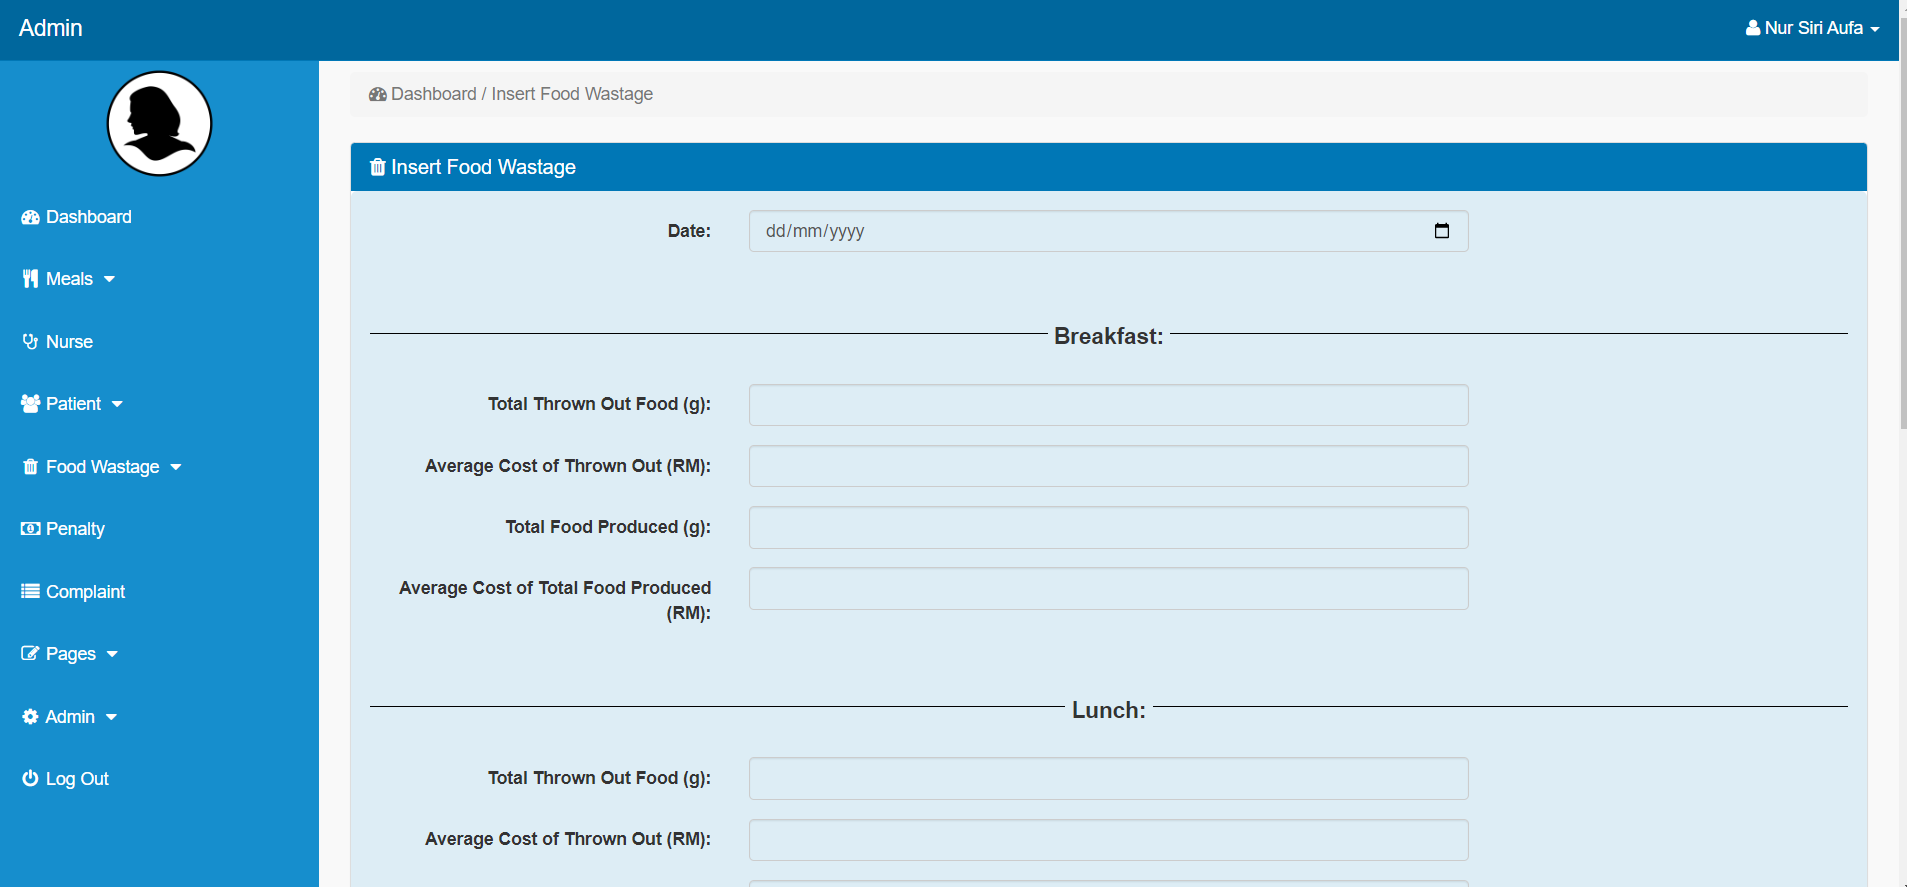 Admin
Nur Siri Aufa
Dashboard / Insert Food Wastage
Dashboard
Meals
Nurse
Patient
Food Wastage
Penalty
Complaint
Pages
Admin
Log Out
Insert Food Wastage
Date:
dd/mm/yyyy
Breakfast:
Total Thrown Out Food (g):
Average Cost of Thrown Out (RM):
Total Food Produced (g):
Average Cost of Total Food Produced
(RM):
Lunch:
Total Thrown Out Food (g):
Average Cost of Thrown Out (RM):